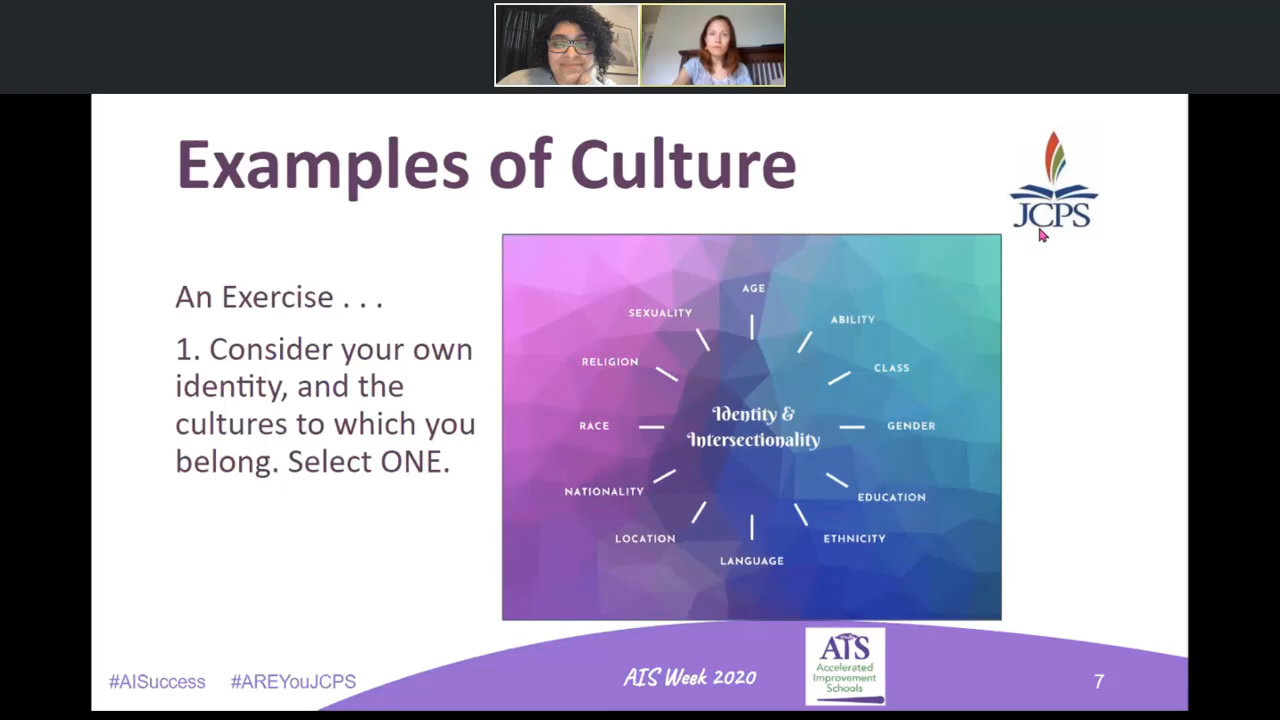 Examples of Culture
JCPS
An Exercise . . .
1. Consider your own
identity, and the
cultures to which you
belong. Select ONE.
AGE
SEXUALITY
ABILITY
RELIGION
CLASS
Identity &
Intersectionality
RACE
GENDER
NATIONALITY
EDUCATION
LOCATION
ETHNICITY
LANGUAGE
#AISuccess #AREYouJCPS
AIS Week 2020
AIS
Accelerated
Improvement
Schools
7